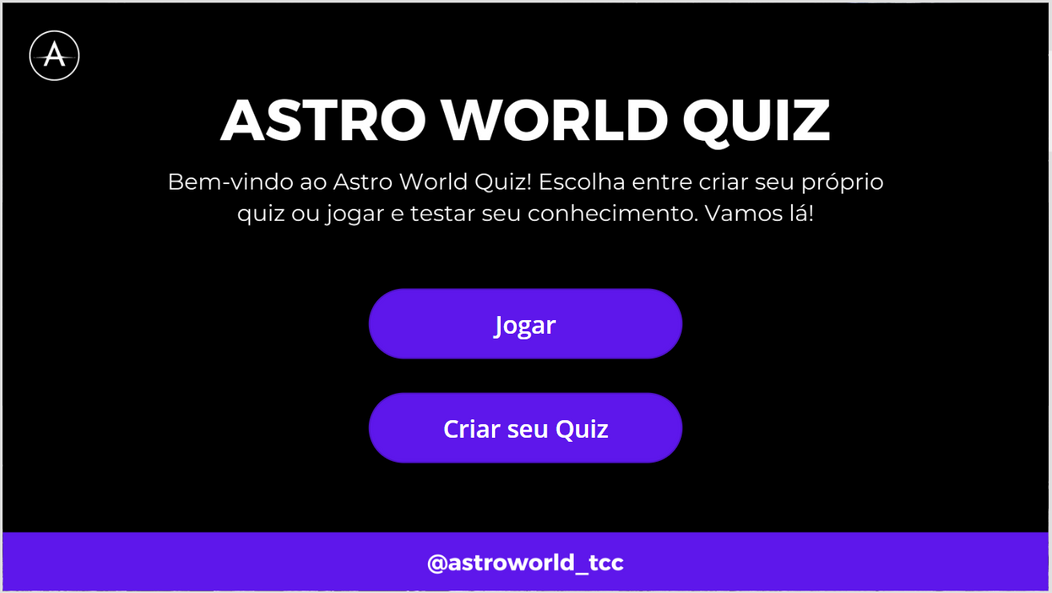 A
ASTRO WORLD QUIZ
Bem-vindo ao Astro World Quiz! Escolha entre criar seu próprio
quiz ou jogar e testar seu conhecimento. Vamos lá!
Jogar
Criar seu Quiz
@astroworld_tcc